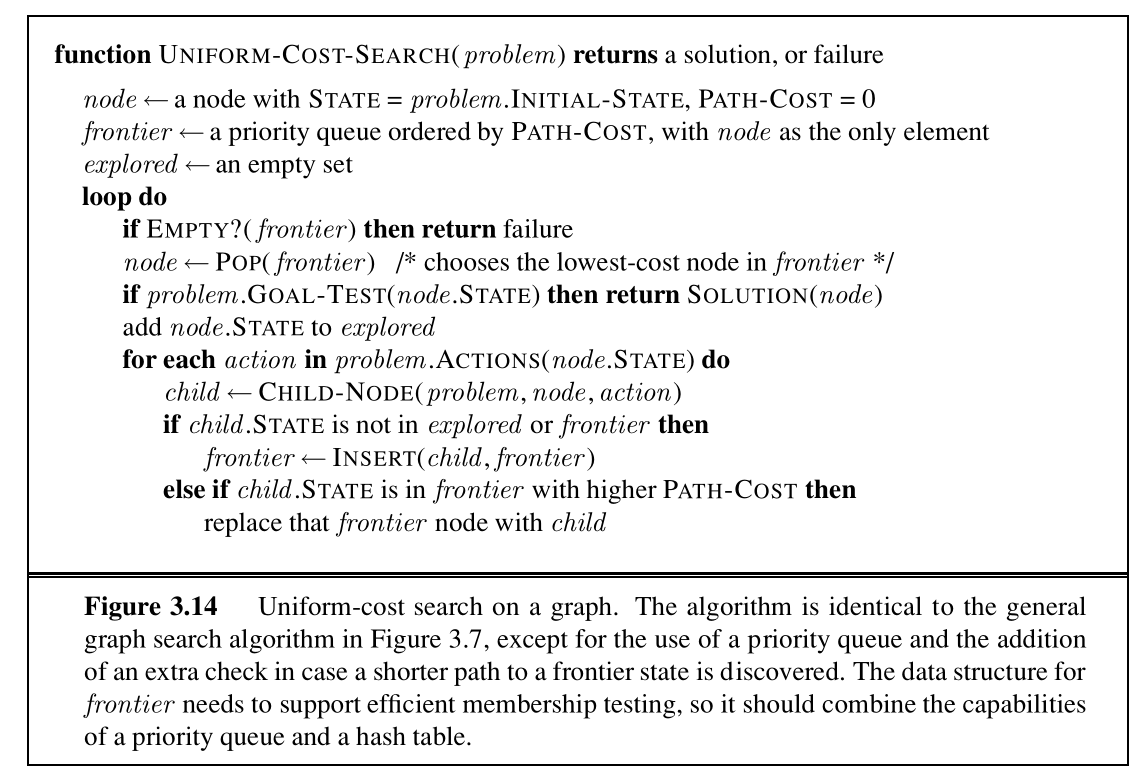 function UNIFORM-COST-SEARCH(problem) returns a solution, or failure
node ← a node with STATE = problem.INITIAL-STATE, PATH-COST = 0
frontier ← a priority queue ordered by PATH-COST, with node as the only element
explored ← an empty set
loop do
if EMPTY?(frontier) then return failure
node ← POP(frontier) /* chooses the lowest-cost node in frontier */
if problem.GOAL-TEST(node.STATE) then return SOLUTION(node)
add node.STATE to explored
for each action in problem.ACTIONS(node.STATE) do
child ← CHILD-NODE(problem, node, action)
if child.STATE is not in explored or frontier then
frontier ← INSERT(child, frontier)
else if child.STATE is in frontier with higher PATH-COST then
replace that frontier node with child
Figure 3.14 Uniform-cost search on a graph. The algorithm is identical to the general
graph search algorithm in Figure 3.7, except for the use of a priority queue and the addition
of an extra check in case a shorter path to a frontier state is discovered. The data structure for
frontier needs to support efficient membership testing, so it should combine the capabilities
of a priority queue and a hash table.